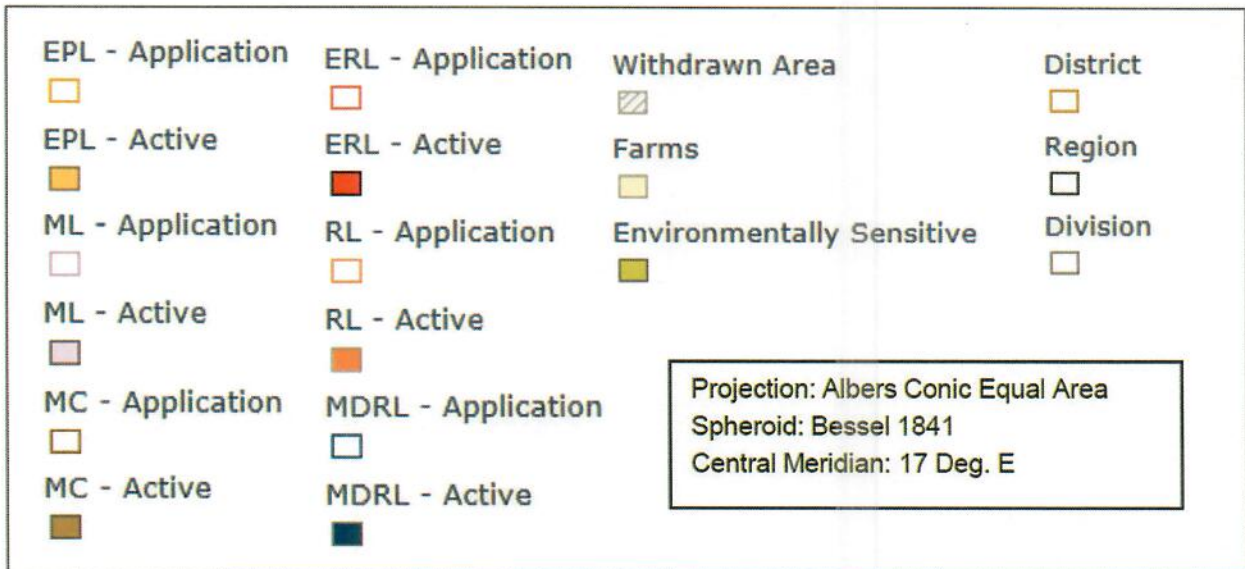 EPL - Application
EPL - Active
ML - Application
ML - Active
MC - Application
MC - Active
ERL - Application
ERL - Active
RL - Application
RL - Active
MDRL - Application
MDRL - Active
Withdrawn Area
Farms
Environmentally Sensitive
District
Region
Division
Projection: Albers Conic Equal Area
Spheroid: Bessel 1841
Central Meridian: 17 Deg. E